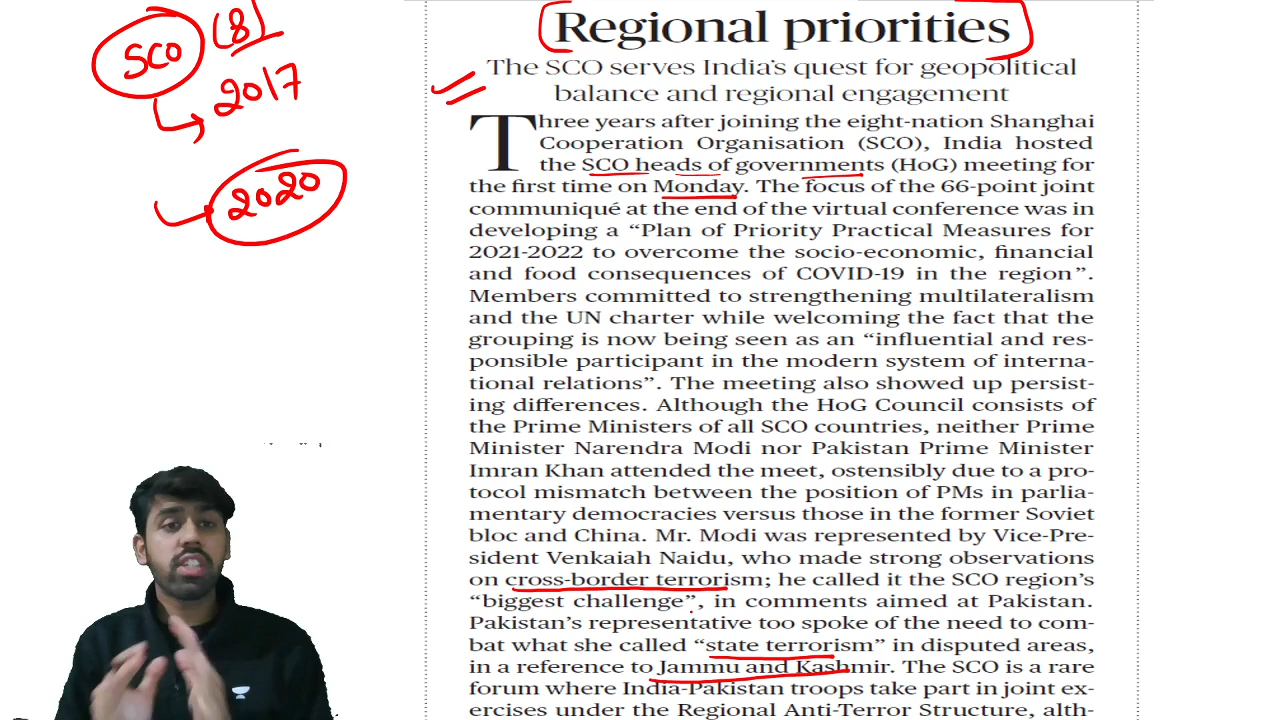 SCO (8)
2017
2020
Regional priorities
The SCO serves India's quest for geopolitical
balance and regional engagement
Three years after joining the eight-nation Shanghai
Cooperation Organisation (SCO), India hosted
the SCO heads of governments (HoG) meeting for
the first time on Monday. The focus of the 66-point joint
communiqué at the end of the virtual conference was in
developing a “Plan of Priority Practical Measures for
2021-2022 to overcome the socio-economic, financial
and food consequences of COVID-19 in the region”.
Members committed to strengthening multilateralism
and the UN charter while welcoming the fact that the
grouping is now being seen as an “influential and res-
ponsible participant in the modern system of interna-
tional relations”. The meeting also showed up persist-
ing differences. Although the HoG Council consists of
the Prime Ministers of all SCO countries, neither Prime
Minister Narendra Modi nor Pakistan Prime Minister
Imran Khan attended the meet, ostensibly due to a pro-
tocol mismatch between the position of PMs in parlia-
mentary democracies versus those in the former Soviet
bloc and China. Mr. Modi was represented by Vice-Pre-
sident Venkaiah Naidu, who made strong observations
on cross-border terrorism; he called it the SCO region's
“biggest challenge”, in comments aimed at Pakistan.
Pakistan's representative too spoke of the need to com-
bat what she called “state terrorism” in disputed areas,
in a reference to Jammu and Kashmir. The SCO is a rare
forum where India-Pakistan troops take part in joint ex-
ercises under the Regional Anti-Terror Structure, alth-